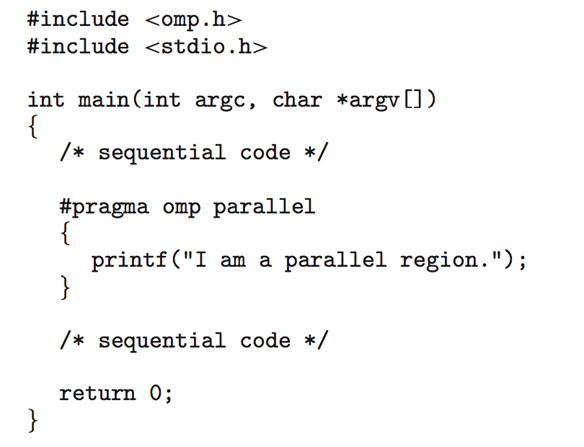 #include <omp.h>
#include <stdio.h>
int main(int argc, char *argv[])
{
/* sequential code */
#pragma omp parallel
{
printf("I am a parallel region.");
}
/* sequential code */
return 0;
}